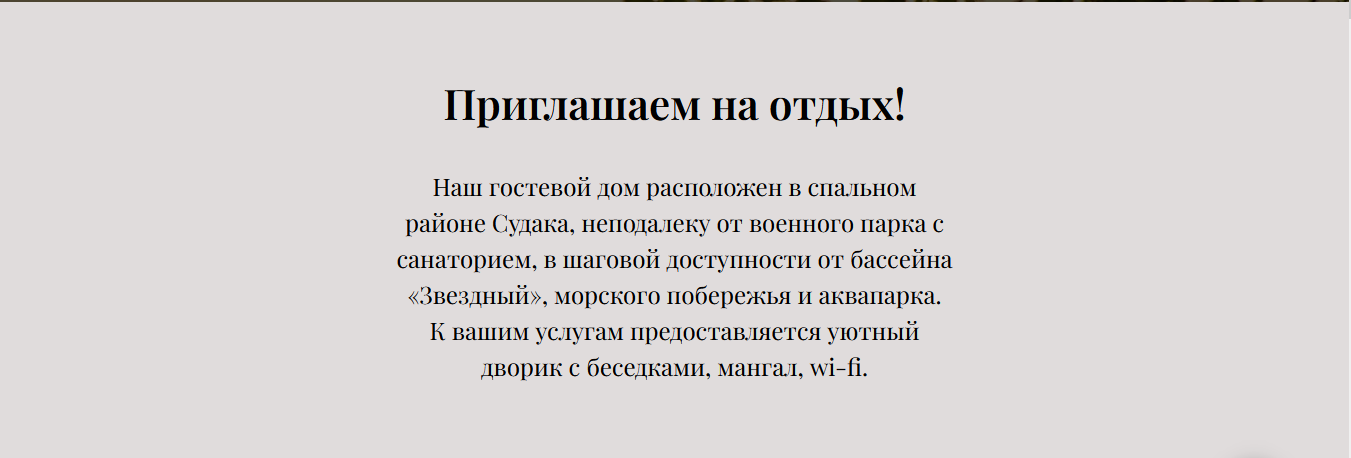 Приглашаем на отдых!
Наш гостевой дом расположен в спальном
районе Судака, неподалеку от военного парка с
санаторием, в шаговой доступности от бассейна
«Звездный», морского побережья и аквапарка.
К вашим услугам предоставляется уютный
дворик с беседками, мангал, wi-fi.